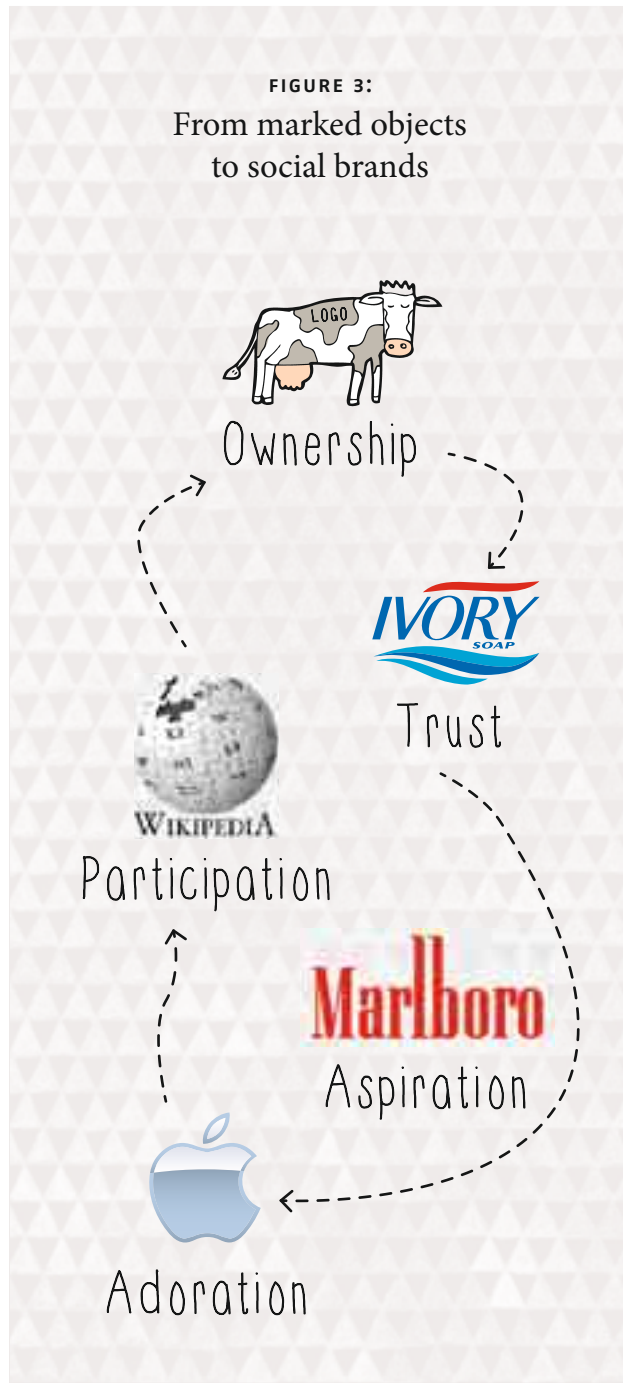 FIGURE 3:
From marked objects
to social brands
LOGO
Ownership
IVORY
SOAP
Trust
WIKIPEDIA
Participation
Marlboro
Aspiration
Adoration